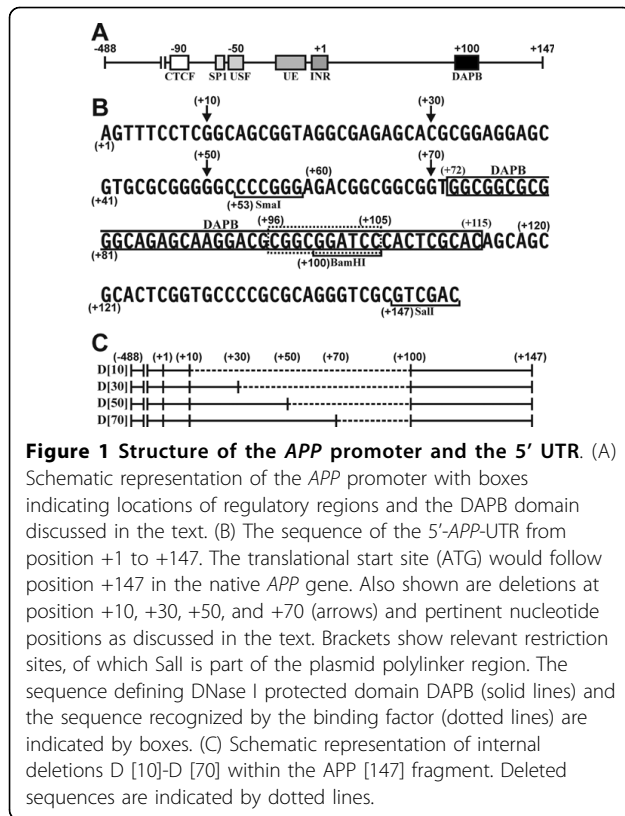 A
-488 -90 -50 +1 +100 +147
CTCF SP1 USF UE INR DAPB
B
(+10) (+30)
AGTTTCCTCGGCAGCGGTAGGCGAGAGCACGCGGAGGAGC
(+1)
(+50) (+60) (+70) (+72) DAPB
GTGCGCGGGGGCCCCGGGAGACGGCGGCGGTGGCGGCGCG
(+41) (+53) SmaI
DAPB (+96) (+105) (+115) (+120)
GGCAGAGCAAGGACGCGGCGGATCCCACTCGCACAGCAGC
(+81) (+100) BamHI
GCACTCGGTGCCCCGCGCAGGGTCGCGTCGAC
(+121) (+147) SalI
C
(-488) (+1) (+10) (+30) (+50) (+70) (+100) (+147)
D[10]
D[30]
D[50]
D[70]
Figure 1 Structure of the APP promoter and the 5' UTR. (A)
Schematic representation of the APP promoter with boxes
indicating locations of regulatory regions and the DAPB domain
discussed in the text. (B) The sequence of the 5'-APP-UTR from
position +1 to +147. The translational start site (ATG) would follow
position +147 in the native APP gene. Also shown are deletions at
position +10, +30, +50, and +70 (arrows) and pertinent nucleotide
positions as discussed in the text. Brackets show relevant restriction
sites, of which SalI is part of the plasmid polylinker region. The
sequence defining DNase I protected domain DAPB (solid lines) and
the sequence recognized by the binding factor (dotted lines) are
indicated by boxes. (C) Schematic representation of internal
deletions D [10]-D [70] within the APP [147] fragment. Deleted
sequences are indicated by dotted lines.